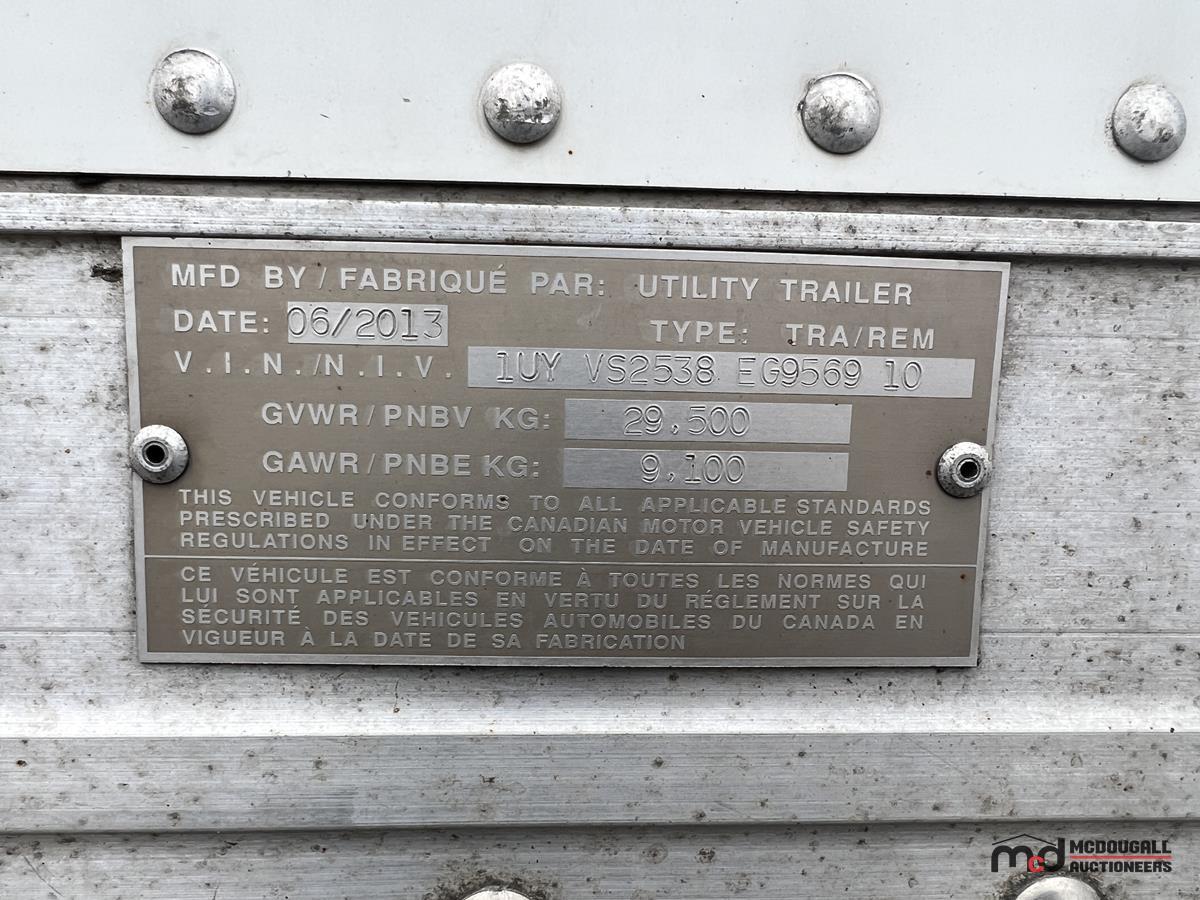 MFD BY / FABRIQUÉ PAR: UTILITY TRAILER
DATE: 06/2013 TYPE: TRA/REM
V.I.N./N.I.V. 1UY VS2538 EG9569 10
GVWR/PNBV KG: 29,500
GAWR/PNBE KG: 9,100
THIS VEHICLE CONFORMS TO ALL APPLICABLE STANDARDS
PRESCRIBED UNDER THE CANADIAN MOTOR VEHICLE SAFETY
REGULATIONS IN EFFECT ON THE DATE OF MANUFACTURE
CE VÉHICULE EST CONFORME À TOUTES LES NORMES QUI
LUI SONT APPLICABLES EN VERTU DU RÉGLEMENT SUR LA
SÉCURITÉ DES VEHICULES AUTOMOBILES DU CANADA EN
VIGUEUR À LA DATE DE SA FABRICATION
mcd MCDOUGALL
AUCTIONEERS